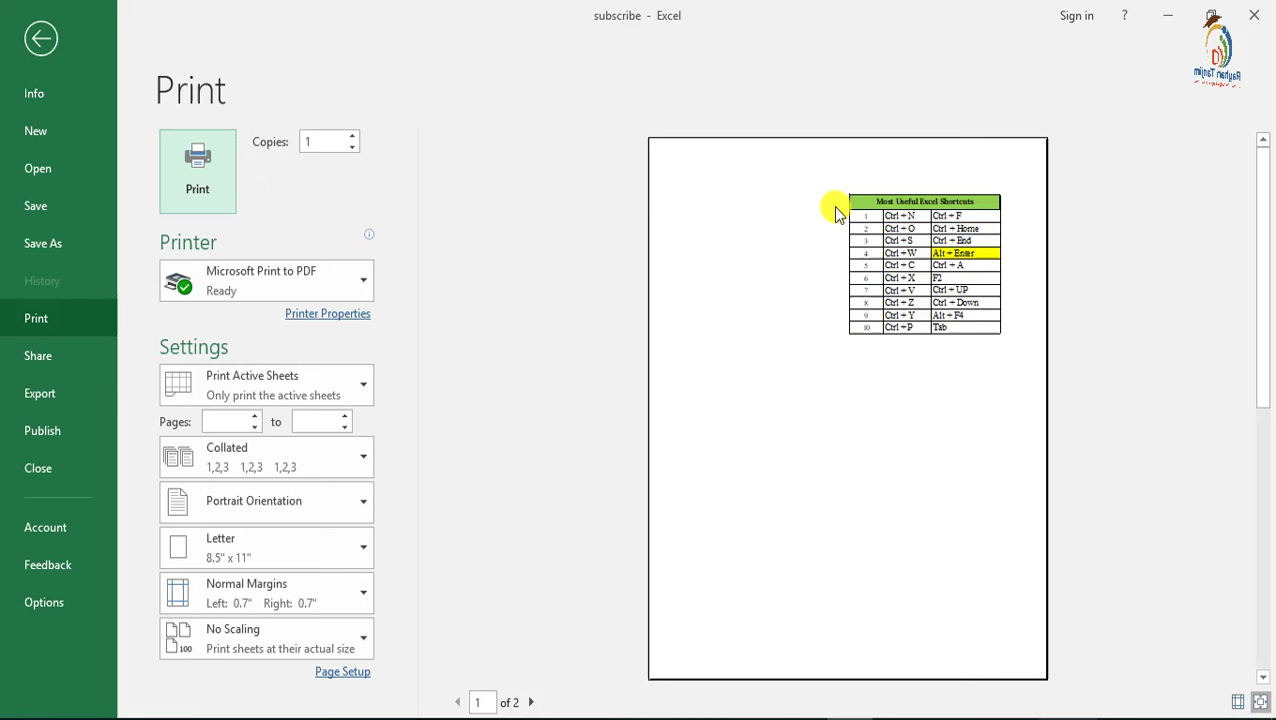 subscribe - Excel
Sign in
?
Rayhan Tanjim
Info
New
Open
Save
Save As
History
Print
Share
Export
Publish
Close
Account
Feedback
Options
Print
Print
Copies: 1
Printer
Microsoft Print to PDF
Ready
Printer Properties
Settings
Print Active Sheets
Only print the active sheets
Pages: to
Collated
1,2,3 1,2,3 1,2,3
Portrait Orientation
Letter
8.5" x 11"
Normal Margins
Left: 0.7" Right: 0.7"
No Scaling
100
Print sheets at their actual size
Page Setup
Most Useful Excel Shortcuts
1 Ctrl + N Ctrl + F
2 Ctrl + O Ctrl + Home
3 Ctrl + S Ctrl + End
4 Ctrl + W Alt + Enter
5 Ctrl + C Ctrl + A
6 Ctrl + X F2
7 Ctrl + V Ctrl + UP
8 Ctrl + Z Ctrl + Down
9 Ctrl + Y Alt + F4
10 Ctrl +P Tab
1 of 2